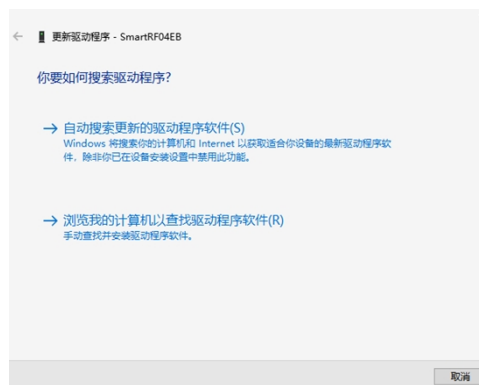 更新驱动程序 - SmartRF04EB
你要如何搜索驱动程序?
→ 自动搜索更新的驱动程序软件(S)
Windows 将搜索你的计算机和 Internet 以获取适合你设备的最新驱动程序软
件,除非你已在设备安装设置中禁用此功能。
→ 浏览我的计算机以查找驱动程序软件(R)
手动查找并安装驱动程序软件。
取消